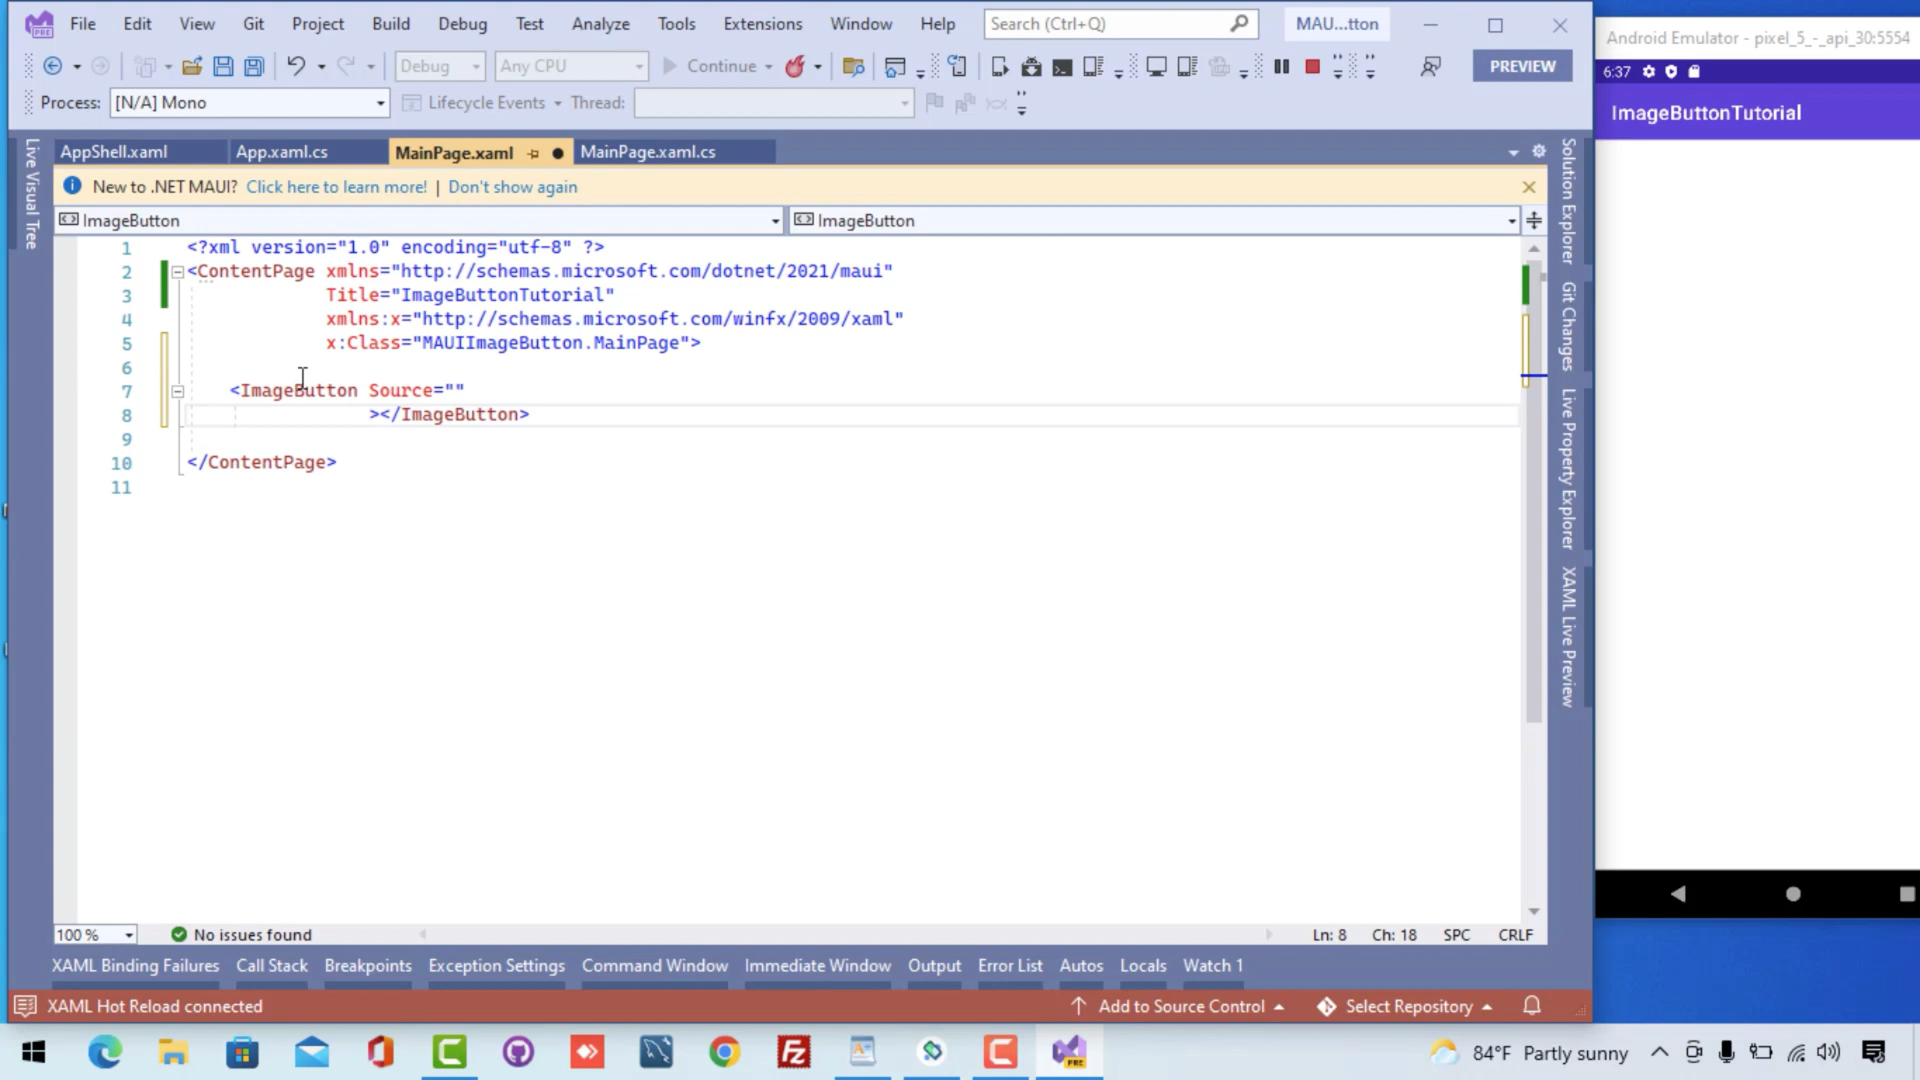 File Edit View Git Project Build Debug Test Analyze Tools Extensions Window Help Search (Ctrl+Q) MAU...tton
Android Emulator - pixel_5_-_api_30:5554
Debug Any CPU Continue PREVIEW
6:37
Process: [N/A] Mono Lifecycle Events Thread:
ImageButtonTutorial
Live Visual Tree
AppShell.xaml App.xaml.cs MainPage.xaml MainPage.xaml.cs
New to .NET MAUI? Click here to learn more! | Don't show again
ImageButton ImageButton
1 <?xml version="1.0" encoding="utf-8" ?>
2 <ContentPage xmlns="http://schemas.microsoft.com/dotnet/2021/maui"
3 Title="ImageButtonTutorial"
4 xmlns:x="http://schemas.microsoft.com/winfx/2009/xaml"
5 x:Class="MAUIImageButton.MainPage">
6
7 <ImageButton Source=""
8 ></ImageButton>
9
10 </ContentPage>
11
Solution Explorer
Git Changes
Live Property Explorer
XAML Live Preview
100 % No issues found Ln: 8 Ch: 18 SPC CRLF
XAML Binding Failures Call Stack Breakpoints Exception Settings Command Window Immediate Window Output Error List Autos Locals Watch 1
XAML Hot Reload connected Add to Source Control Select Repository
84°F Partly sunny